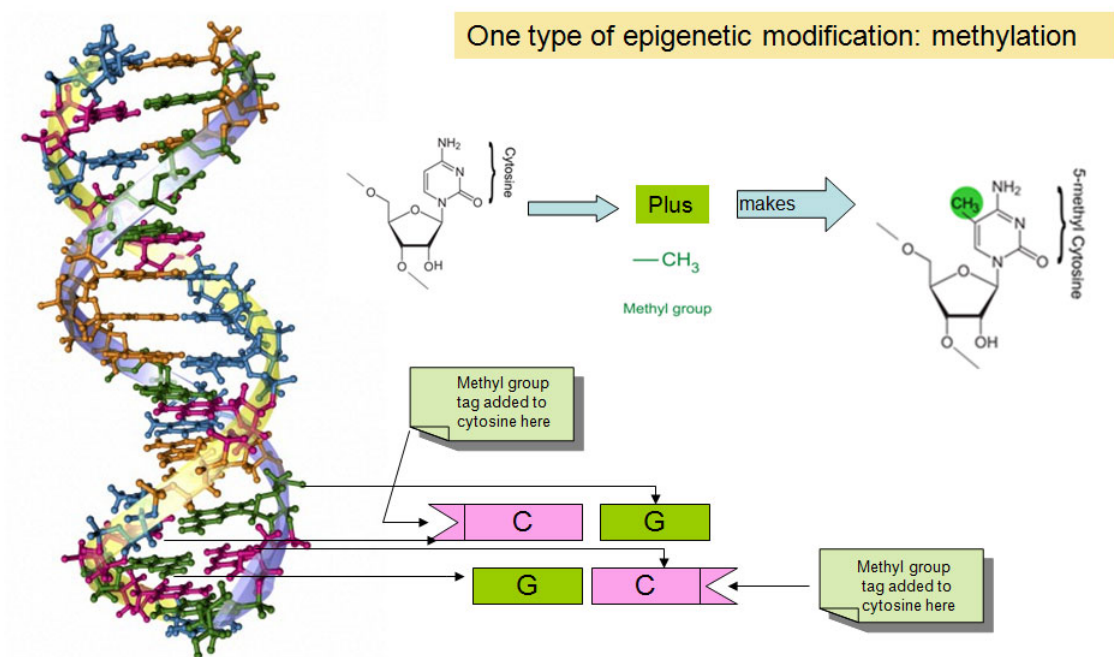 One type of epigenetic modification: methylation
NH₂
N
N
O
O
O
O
OH
Cytosine
Plus
—CH₃
Methyl group
makes
CH₃
NH₂
N
N
O
O
O
O
OH
5-methyl Cytosine
Methyl group
tag added to
cytosine here
C
G
G
C
Methyl group
tag added to
cytosine here